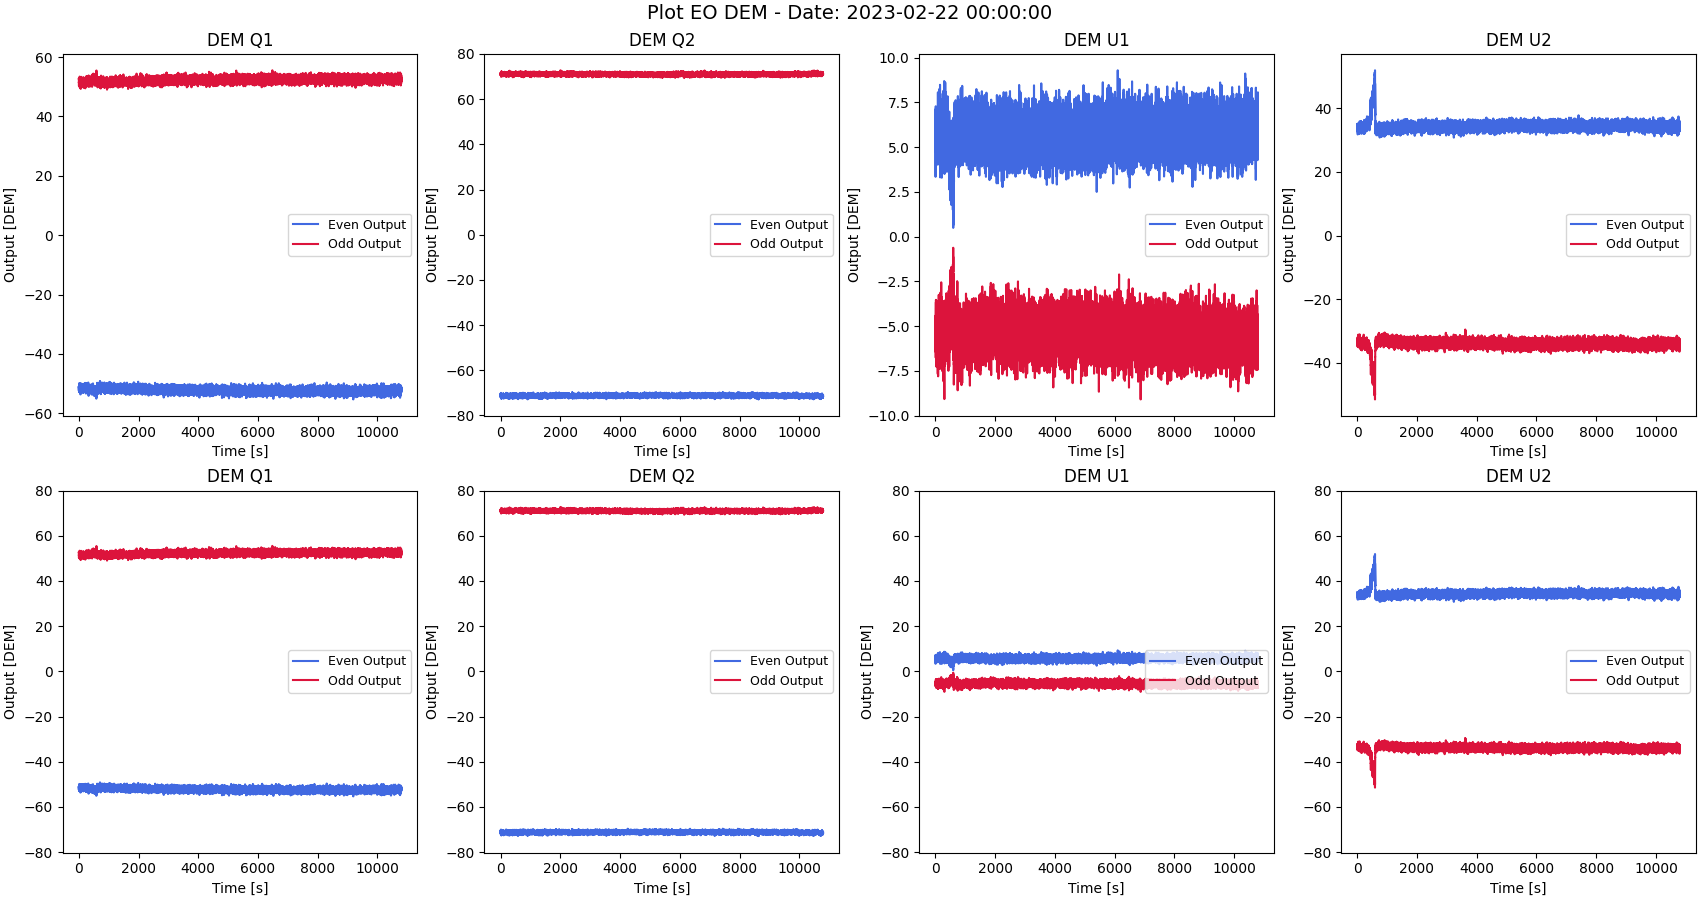 Plot EO DEM - Date: 2023-02-22 00:00:00
DEM Q1
60
40
20
0
−20
−40
−60
Output [DEM]
0 2000 4000 6000 8000 10000
Time [s]
Even Output
Odd Output
DEM Q2
80
60
40
20
0
−20
−40
−60
−80
Output [DEM]
0 2000 4000 6000 8000 10000
Time [s]
Even Output
Odd Output
DEM U1
10.0
7.5
5.0
2.5
0.0
−2.5
−5.0
−7.5
−10.0
Output [DEM]
0 2000 4000 6000 8000 10000
Time [s]
Even Output
Odd Output
DEM U2
40
20
0
−20
−40
Output [DEM]
0 2000 4000 6000 8000 10000
Time [s]
Even Output
Odd Output
DEM Q1
80
60
40
20
0
−20
−40
−60
−80
Output [DEM]
0 2000 4000 6000 8000 10000
Time [s]
Even Output
Odd Output
DEM Q2
80
60
40
20
0
−20
−40
−60
−80
Output [DEM]
0 2000 4000 6000 8000 10000
Time [s]
Even Output
Odd Output
DEM U1
80
60
40
20
0
−20
−40
−60
−80
Output [DEM]
0 2000 4000 6000 8000 10000
Time [s]
Even Output
Odd Output
DEM U2
80
60
40
20
0
−20
−40
−60
−80
Output [DEM]
0 2000 4000 6000 8000 10000
Time [s]
Even Output
Odd Output